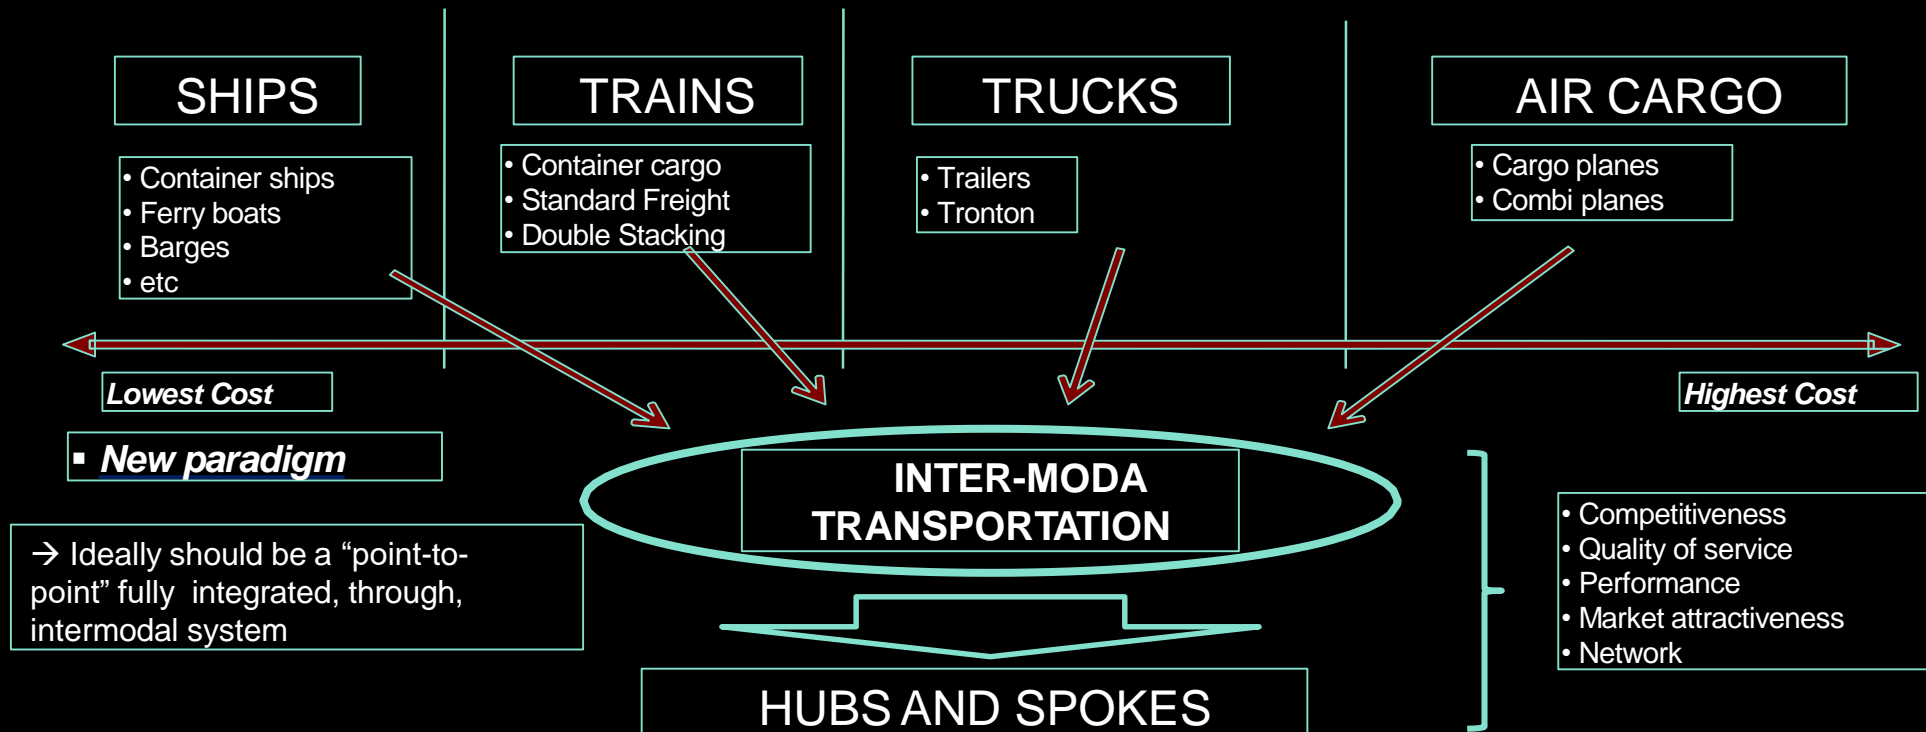 SHIPS
TRAINS
TRUCKS
AIR CARGO
• Container ships
• Ferry boats
• Barges
• etc
• Container cargo
• Standard Freight
• Double Stacking
• Trailers
• Tronton
• Cargo planes
• Combi planes
Lowest Cost
Highest Cost
▪ New paradigm
→ Ideally should be a “point-to-
point” fully integrated, through,
intermodal system
INTER-MODA
TRANSPORTATION
• Competitiveness
• Quality of service
• Performance
• Market attractiveness
• Network
HUBS AND SPOKES